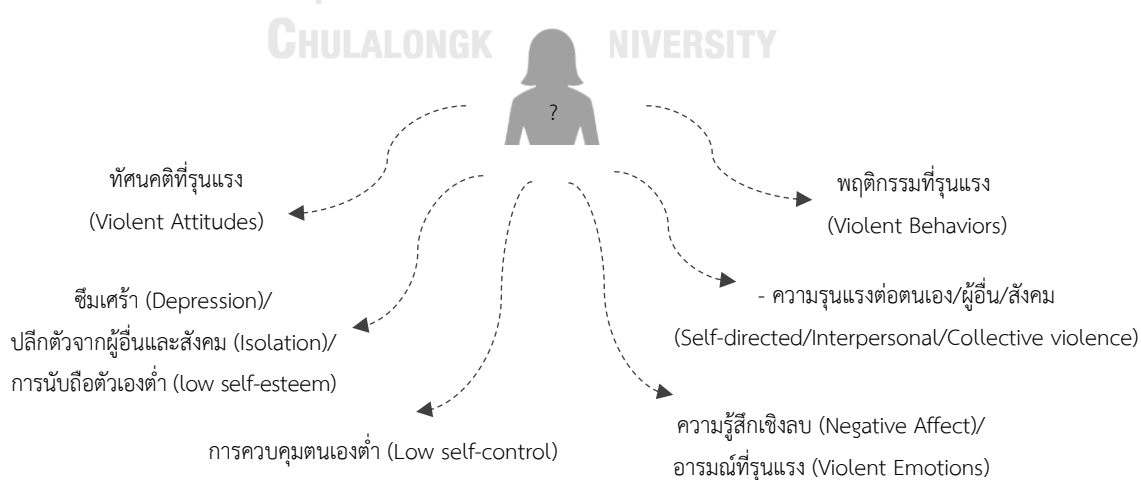 CHULALONGK NIVERSITY
?
ทัศนคติที่รุนแรง
(Violent Attitudes)
พฤติกรรมที่รุนแรง
(Violent Behaviors)
ซึมเศร้า (Depression)/
ปลีกตัวจากผู้อื่นและสังคม (Isolation)/
การนับถือตัวเองต่ำ (low self-esteem)
- ความรุนแรงต่อตนเอง/ผู้อื่น/สังคม
(Self-directed/Interpersonal/Collective violence)
การควบคุมตนเองต่ำ (Low self-control)
ความรู้สึกเชิงลบ (Negative Affect)/
อารมณ์ที่รุนแรง (Violent Emotions)